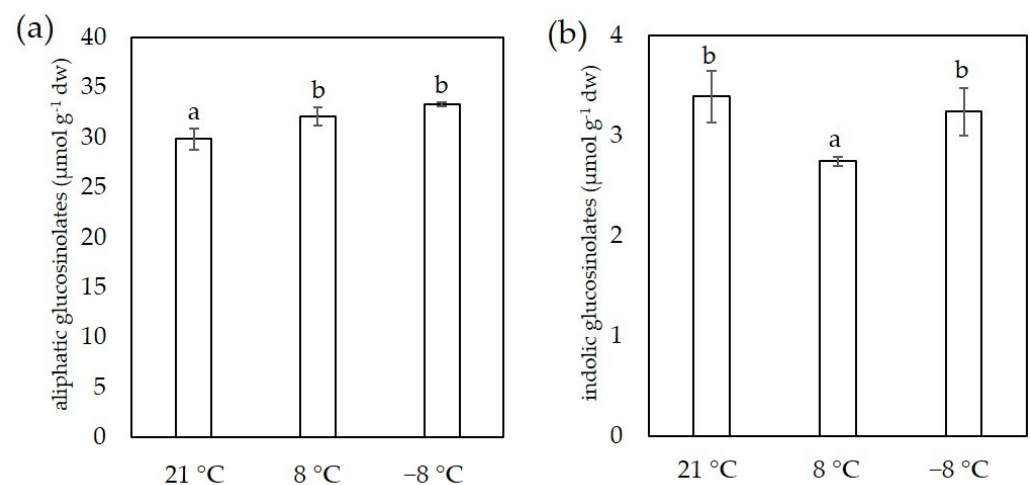 (a)
aliphatic glucosinolates (μmol g⁻¹ dw)
40
35
30
25
20
15
10
5
0
a
b
b
21 °C
8 °C
–8 °C
(b)
indolic glucosinolates (μmol g⁻¹ dw)
4
3
2
1
0
b
a
b
21 °C
8 °C
–8 °C